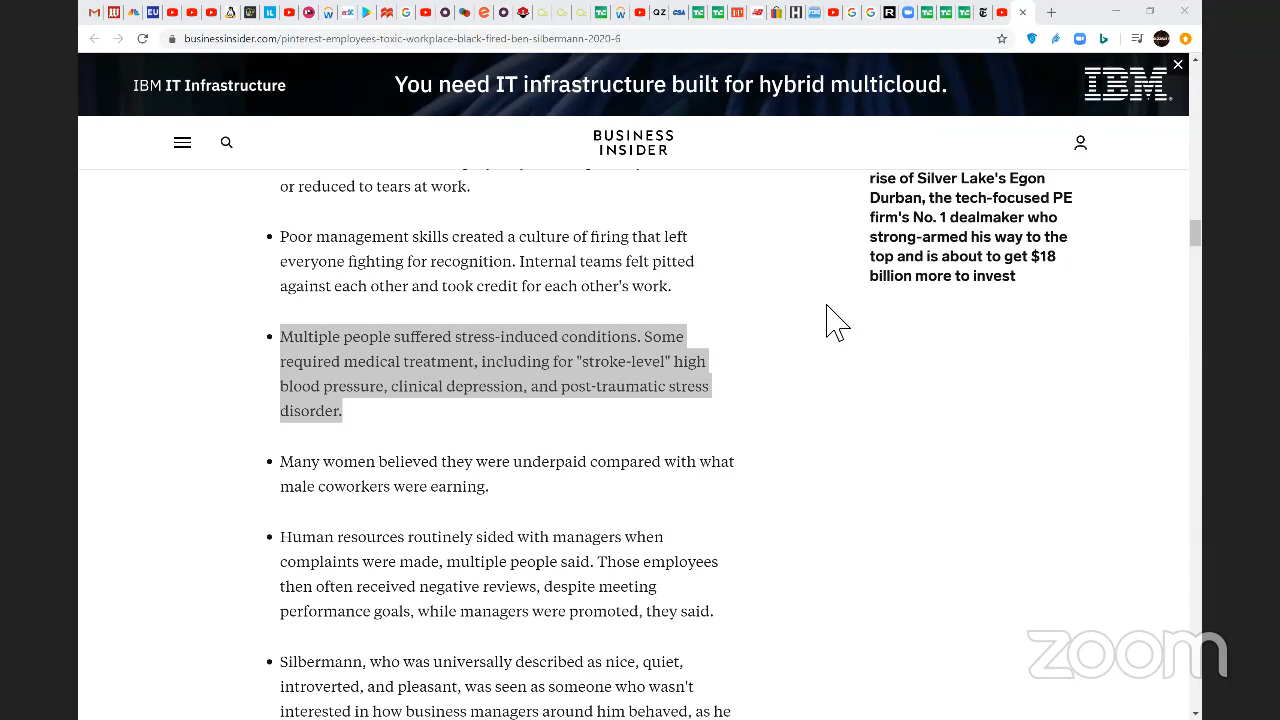 businessinsider.com/pinterest-employees-toxic-workplace-black-fired-ben-silbermann-2020-6
IBM IT Infrastructure
You need IT infrastructure built for hybrid multicloud.
IBM
BUSINESS
INSIDER
or reduced to tears at work.
• Poor management skills created a culture of firing that left
everyone fighting for recognition. Internal teams felt pitted
against each other and took credit for each other's work.
• Multiple people suffered stress-induced conditions. Some
required medical treatment, including for "stroke-level" high
blood pressure, clinical depression, and post-traumatic stress
disorder.
• Many women believed they were underpaid compared with what
male coworkers were earning.
• Human resources routinely sided with managers when
complaints were made, multiple people said. Those employees
then often received negative reviews, despite meeting
performance goals, while managers were promoted, they said.
• Silbermann, who was universally described as nice, quiet,
introverted, and pleasant, was seen as someone who wasn't
interested in how business managers around him behaved, as he
rise of Silver Lake's Egon
Durban, the tech-focused PE
firm's No. 1 dealmaker who
strong-armed his way to the
top and is about to get $18
billion more to invest
zoom